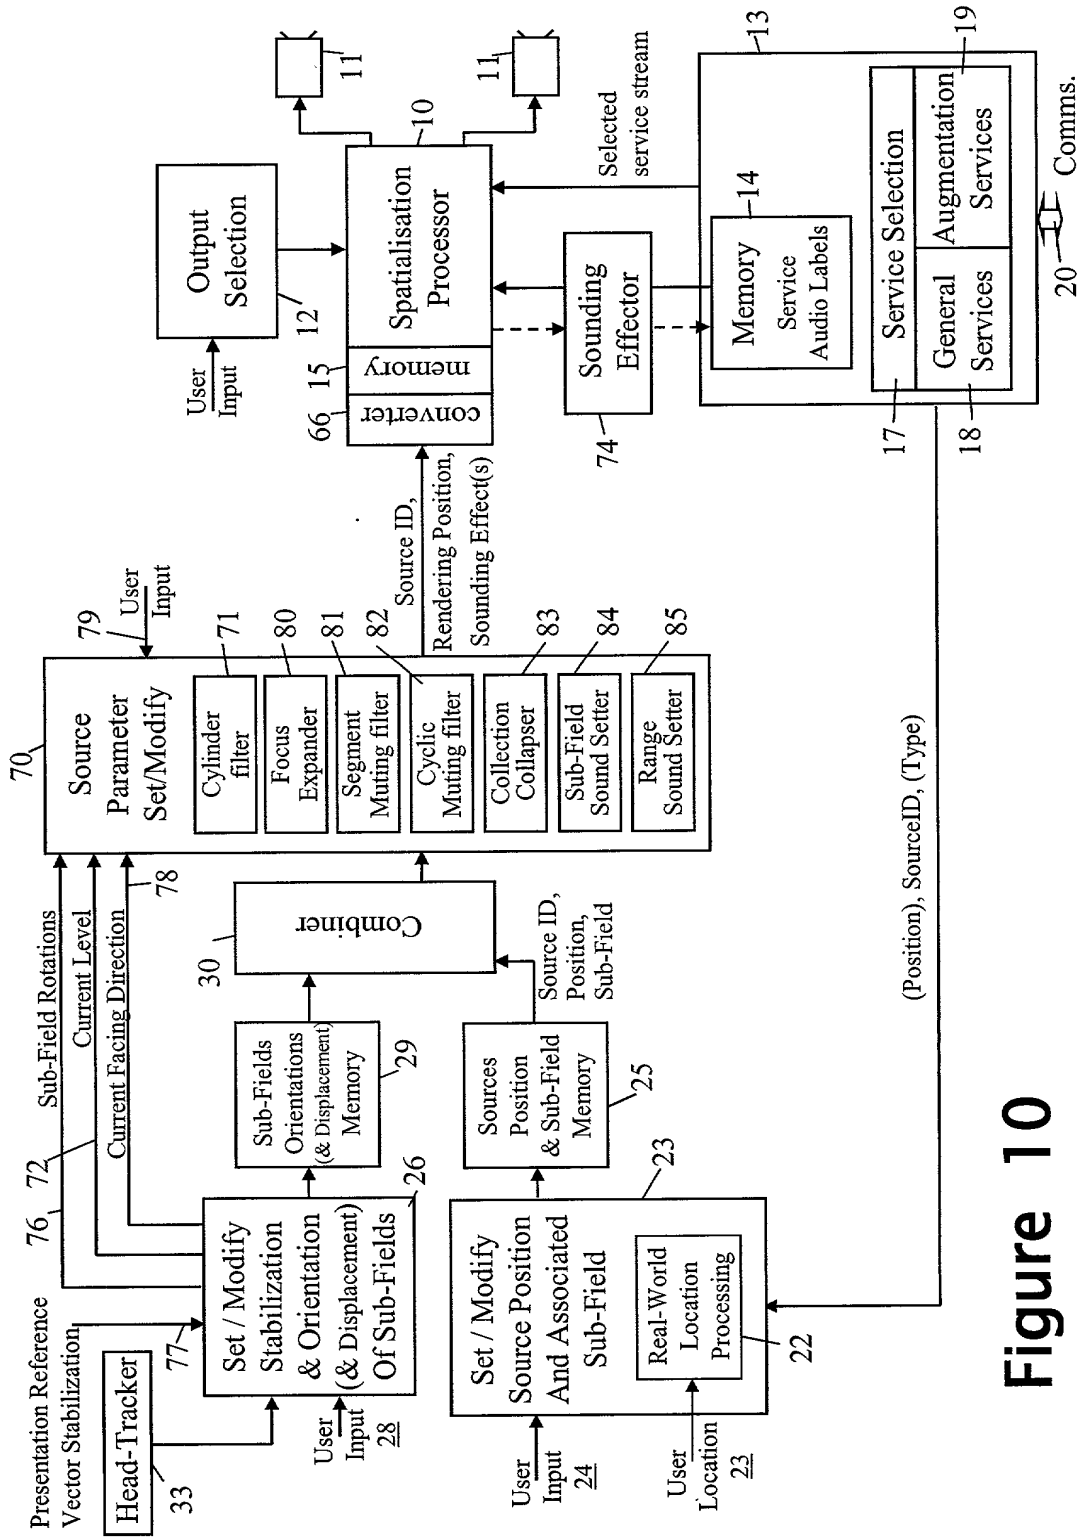 Presentation Reference
Vector Stabilization
Head-Tracker
33
77
76
72
Sub-Field Rotations
Current Level
Current Facing Direction
78
Set / Modify
Stabilization
& Orientation
(& Displacement)
Of Sub-Fields
26
User
Input
28
Sub-Fields
Orientations
(& Displacement)
Memory
29
Set / Modify
Source Position
And Associated
Sub-Field
23
Real-World
Location
Processing
22
User
Input
24
User
Location
23
Sources
Position
& Sub-Field
Memory
25
Source ID,
Position,
Sub-Field
30
Combiner
70
Source
Parameter
Set/Modify
79
User
Input
Cylinder
filter
71
Focus
Expander
80
Segment
Muting filter
81
Cyclic
Muting filter
82
Collection
Collapser
83
Sub-Field
Sound Setter
84
Range
Sound Setter
85
Source ID,
Rendering Position,
Sounding Effect(s)
User
Input
Output
Selection
12
66
converter
15
memory
Spatialisation
Processor
10
11
11
Sounding
Effector
74
Selected
service stream
13
Memory
Service
Audio Labels
14
Service Selection
17
General
Services
18
Augmentation
Services
19
20
Comms.
(Position), SourceID, (Type)
Figure 10